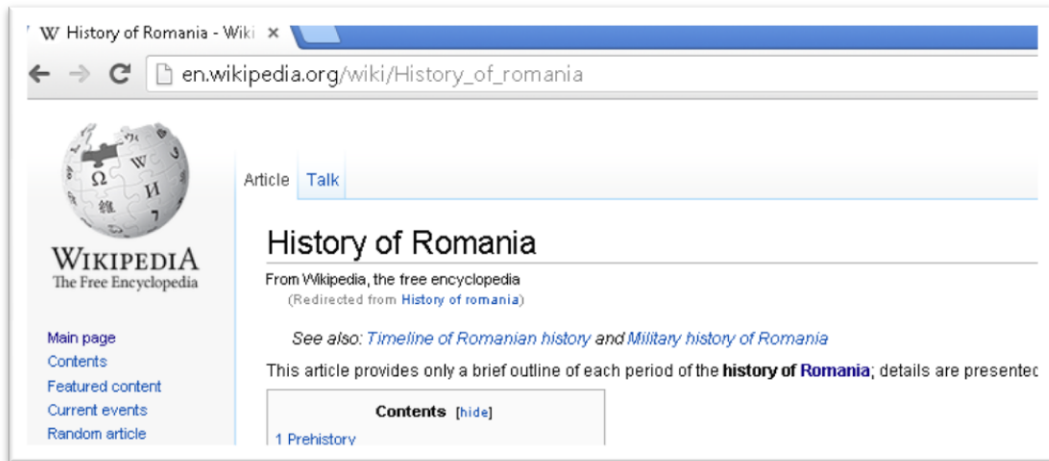 W History of Romania - Wiki ×
en.wikipedia.org/wiki/History_of_romania
Ω W И 維 7
WIKIPEDIA
The Free Encyclopedia
Main page
Contents
Featured content
Current events
Random article
Article Talk
History of Romania
From Wikipedia, the free encyclopedia
(Redirected from History of romania)
See also: Timeline of Romanian history and Military history of Romania
This article provides only a brief outline of each period of the history of Romania; details are presented
Contents [hide]
1 Prehistory